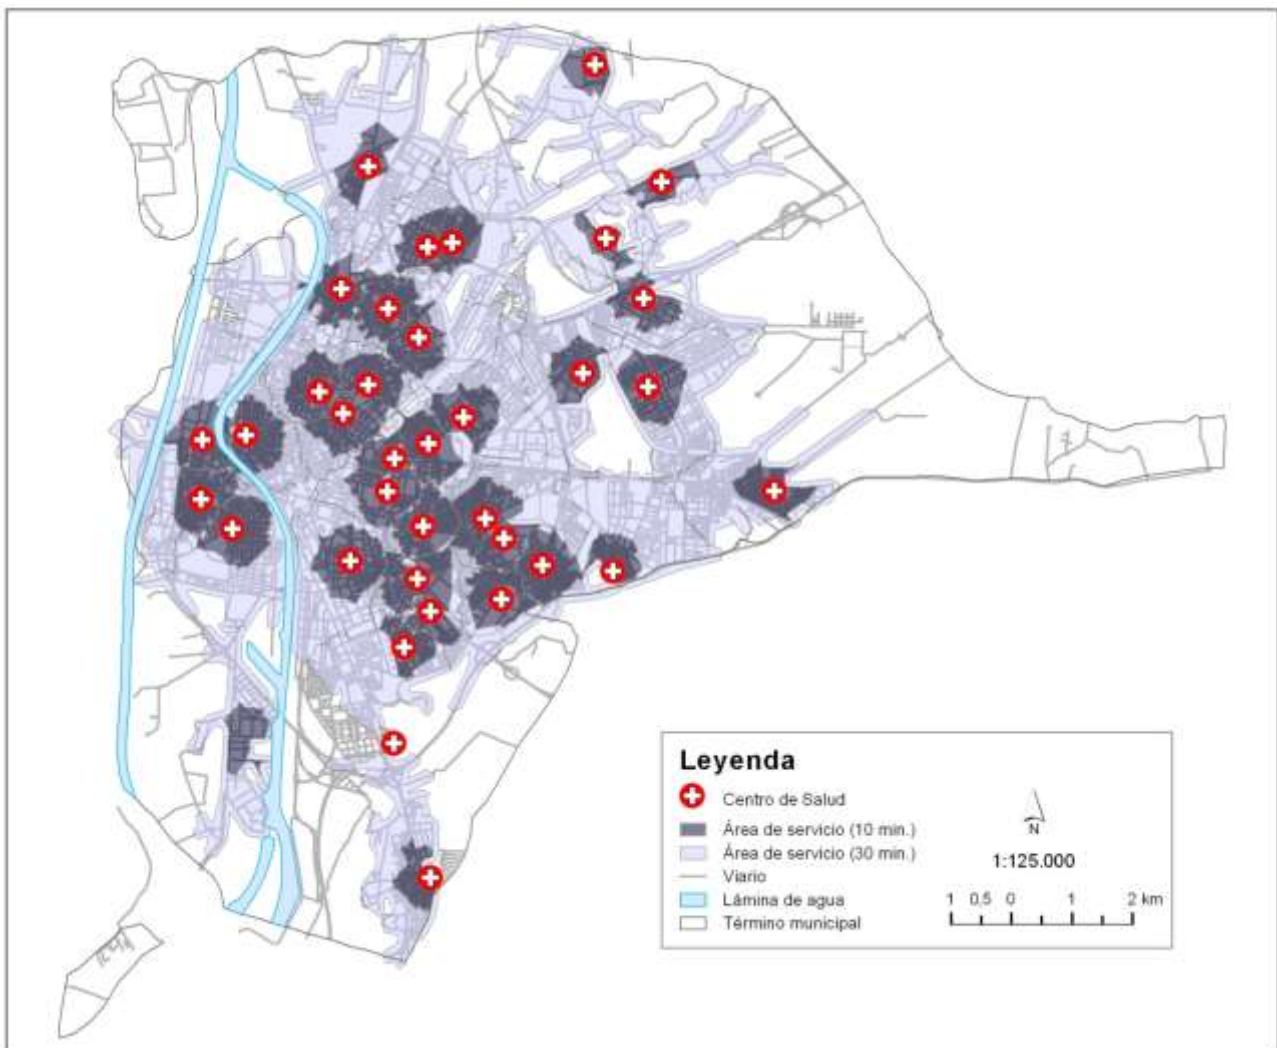 Leyenda
Centro de Salud
Área de servicio (10 min.)
Área de servicio (30 min.)
Viario
Lámina de agua
Término municipal
N
1:125.000
1 0,5 0 1 2 km